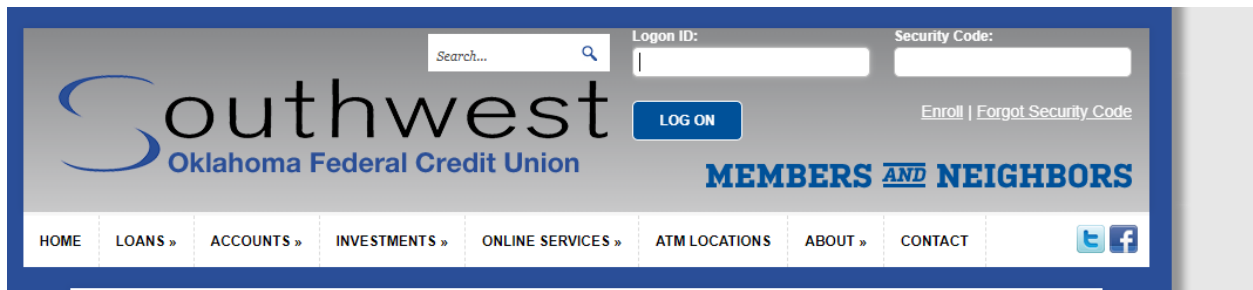 Search...
Logon ID:
Security Code:
Southwest
Oklahoma Federal Credit Union
LOG ON
Enroll | Forgot Security Code
MEMBERS AND NEIGHBORS
HOME LOANS » ACCOUNTS » INVESTMENTS » ONLINE SERVICES » ATM LOCATIONS ABOUT » CONTACT